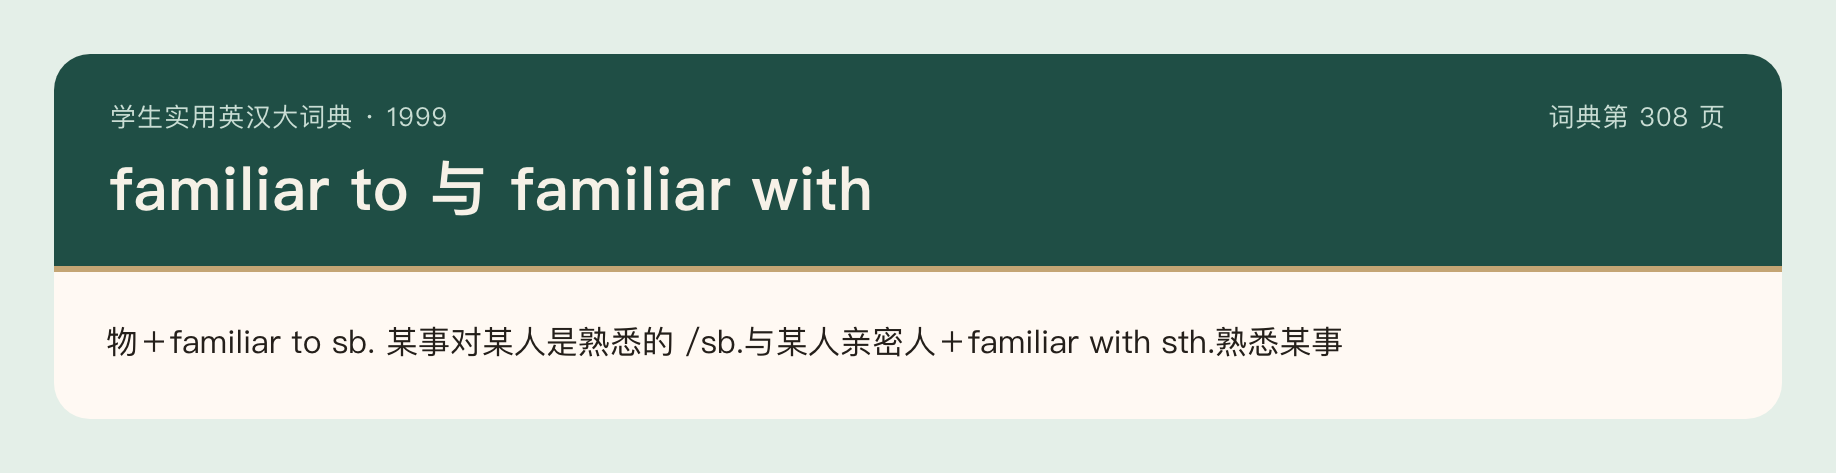 学生实用英汉大词典 · 1999
词典第 308 页
familiar to 与 familiar with
物＋familiar to sb. 某事对某人是熟悉的 /sb.与某人亲密人＋familiar with sth.熟悉某事